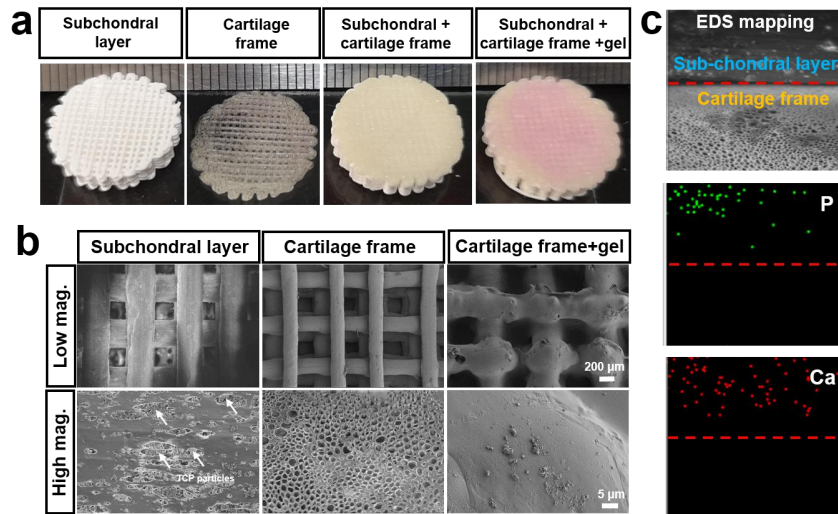 a
Subchondral
layer
Cartilage
frame
Subchondral +
cartilage frame
Subchondral +
cartilage frame +gel
b
Subchondral layer
Cartilage frame
Cartilage frame+gel
Low mag.
200 µm
High mag.
TCP particles
5 µm
c
EDS mapping
Sub-chondral layer
Cartilage frame
P
Ca